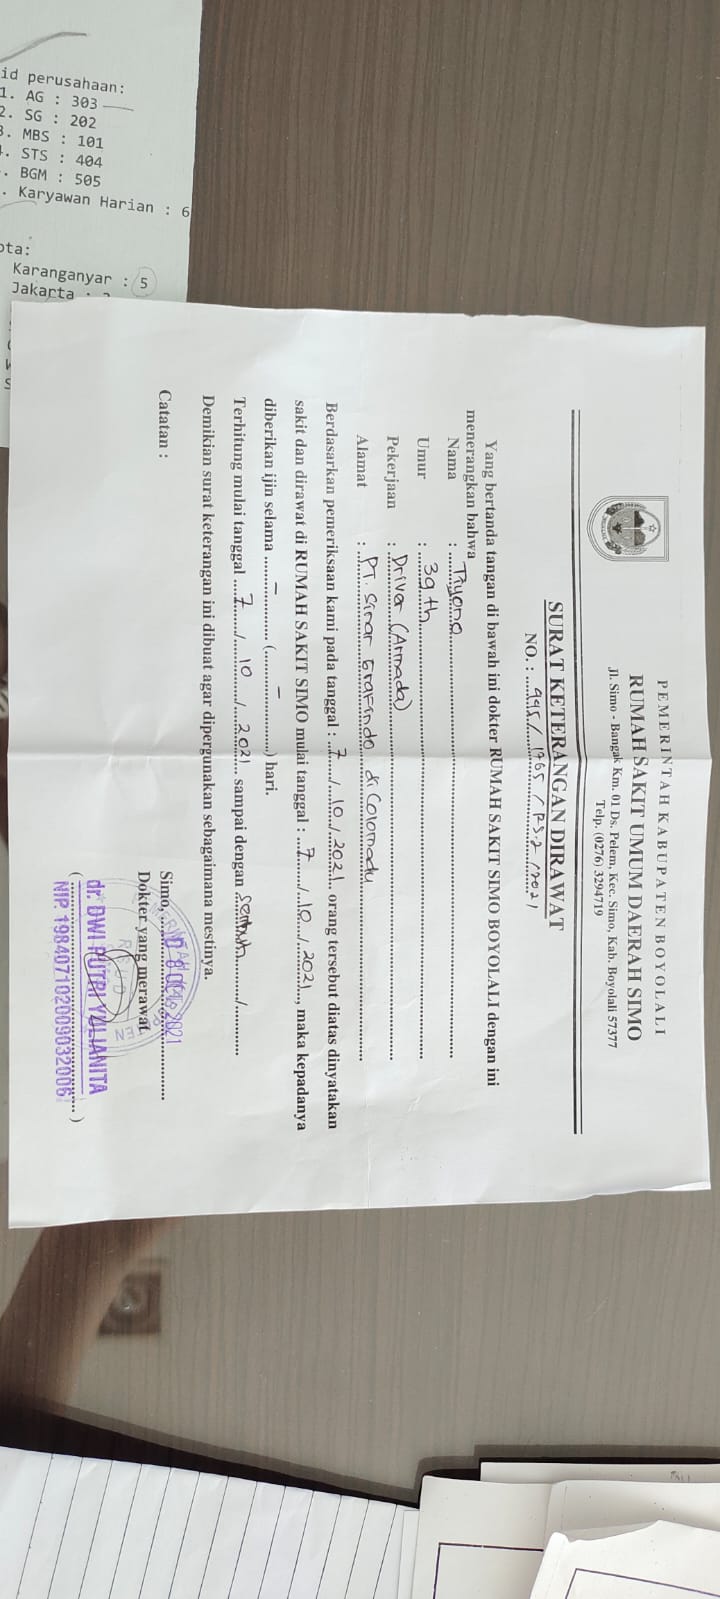 id perusahaan:
1. AG : 303
2. SG : 202
3. MBS : 101
4. STS : 404
. BGM : 505
. Karyawan Harian : 6
ota:
Karanganyar : 5
Jakarta :
PEMERINTAH KABUPATEN BOYOLALI
RUMAH SAKIT UMUM DAERAH SIMO
Jl. Simo - Bangak Km. 01 Ds. Pelem, Kec. Simo, Kab. Boyolali 57377
Telp. (0276) 3294719
SURAT KETERANGAN DIRAWAT
NO. : 445 / 1765 / 45.2 / 2021
Yang bertanda tangan di bawah ini dokter RUMAH SAKIT SIMO BOYOLALI dengan ini
menerangkan bahwa
Nama : Triyono
Umur : 39 th
Pekerjaan : Driver (Armada)
Alamat : PT. Sinar Grafindo di Colomadu
Berdasarkan pemeriksaan kami pada tanggal : 7 / 10 / 2021 orang tersebut diatas dinyatakan
sakit dan dirawat di RUMAH SAKIT SIMO mulai tanggal : 7 / 10 / 2021, maka kepadanya
diberikan ijin selama - ( - ) hari.
Terhitung mulai tanggal 7 / 10 / 2021 sampai dengan sembuh /
Demikian surat keterangan ini dibuat agar dipergunakan sebagaimana mestinya.
Catatan :
Simo, 08 Oct 2021
Dokter yang merawat
dr. DWI PUTRI YULIANITA
( )
NIP. 198407102009032006